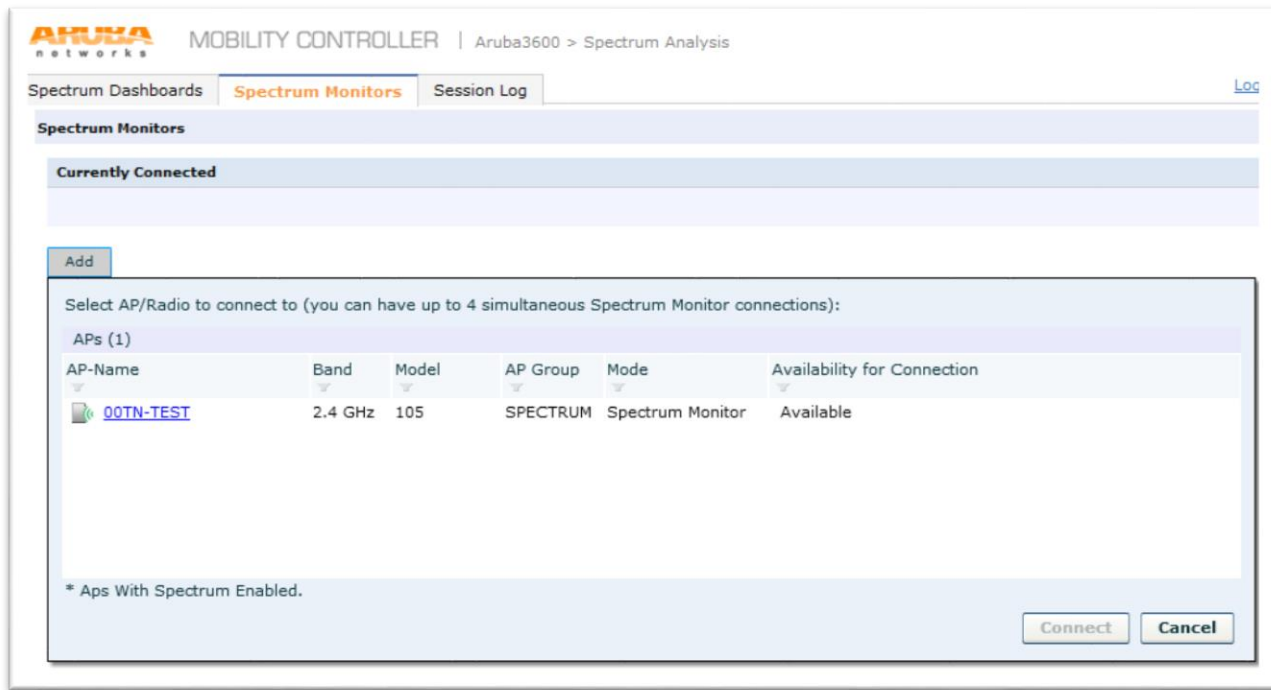 ARUBA MOBILITY CONTROLLER | Aruba3600 > Spectrum Analysis
networks
Spectrum Dashboards Spectrum Monitors Session Log
Spectrum Monitors
Currently Connected
Add
Select AP/Radio to connect to (you can have up to 4 simultaneous Spectrum Monitor connections):
APs (1)
AP-Name Band Model AP Group Mode Availability for Connection
00TN-TEST 2.4 GHz 105 SPECTRUM Spectrum Monitor Available
* Aps With Spectrum Enabled.
Connect Cancel